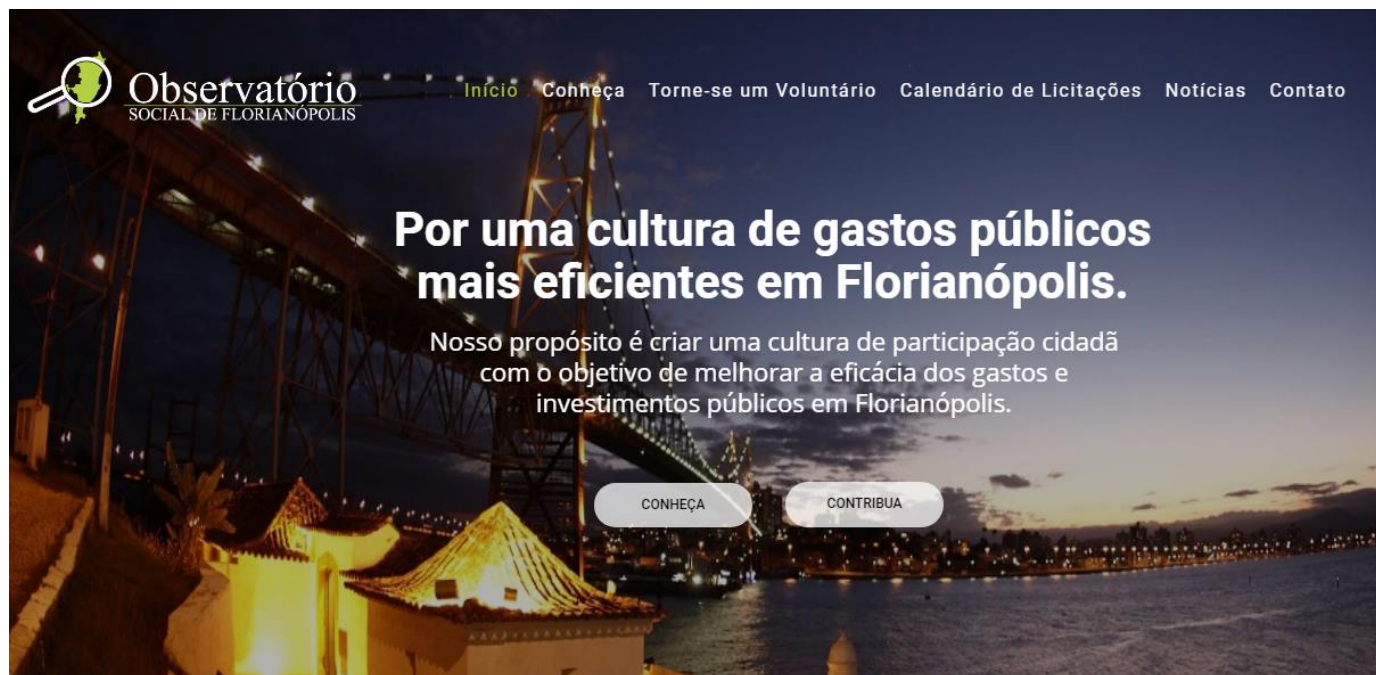 Observatório
SOCIAL DE FLORIANÓPOLIS
Início Conheça Torne-se um Voluntário Calendário de Licitações Notícias Contato
Por uma cultura de gastos públicos
mais eficientes em Florianópolis.
Nosso propósito é criar uma cultura de participação cidadã
com o objetivo de melhorar a eficácia dos gastos e
investimentos públicos em Florianópolis.
CONHEÇA CONTRIBUA